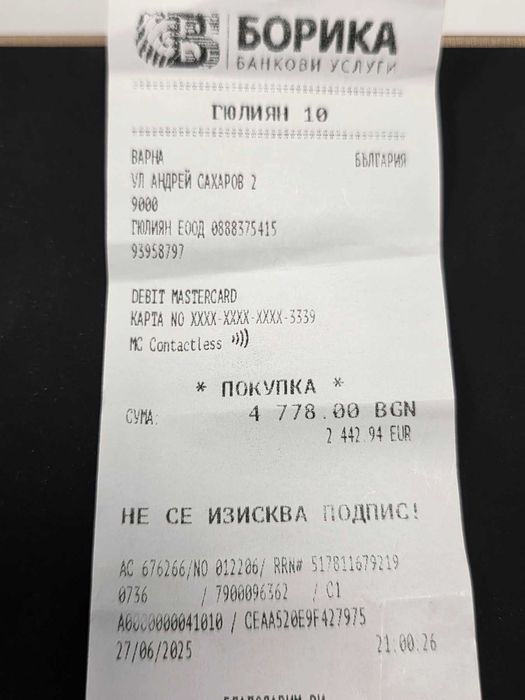 БОРИКА
БАНКОВИ УСЛУГИ
ГЮЛИЯН 10
ВАРНА БЪЛГАРИЯ
УЛ АНДРЕЙ САХАРОВ 2
9000
ГЮЛИЯН ЕООД 0888375415
93958797
DEBIT MASTERCARD
КАРТА NO XXXX-XXXX-XXXX-3339
MC Contactless
* ПОКУПКА *
СУМА: 4 778.00 BGN
2 442.94 EUR
НЕ СЕ ИЗИСКВА ПОДПИС!
AC 676266/NO 012206/ RRN# 517811679219
0736 / 7900096362 / C1
A0000000041010 / CEAA520E9F427975
27/06/2025 21:00:26